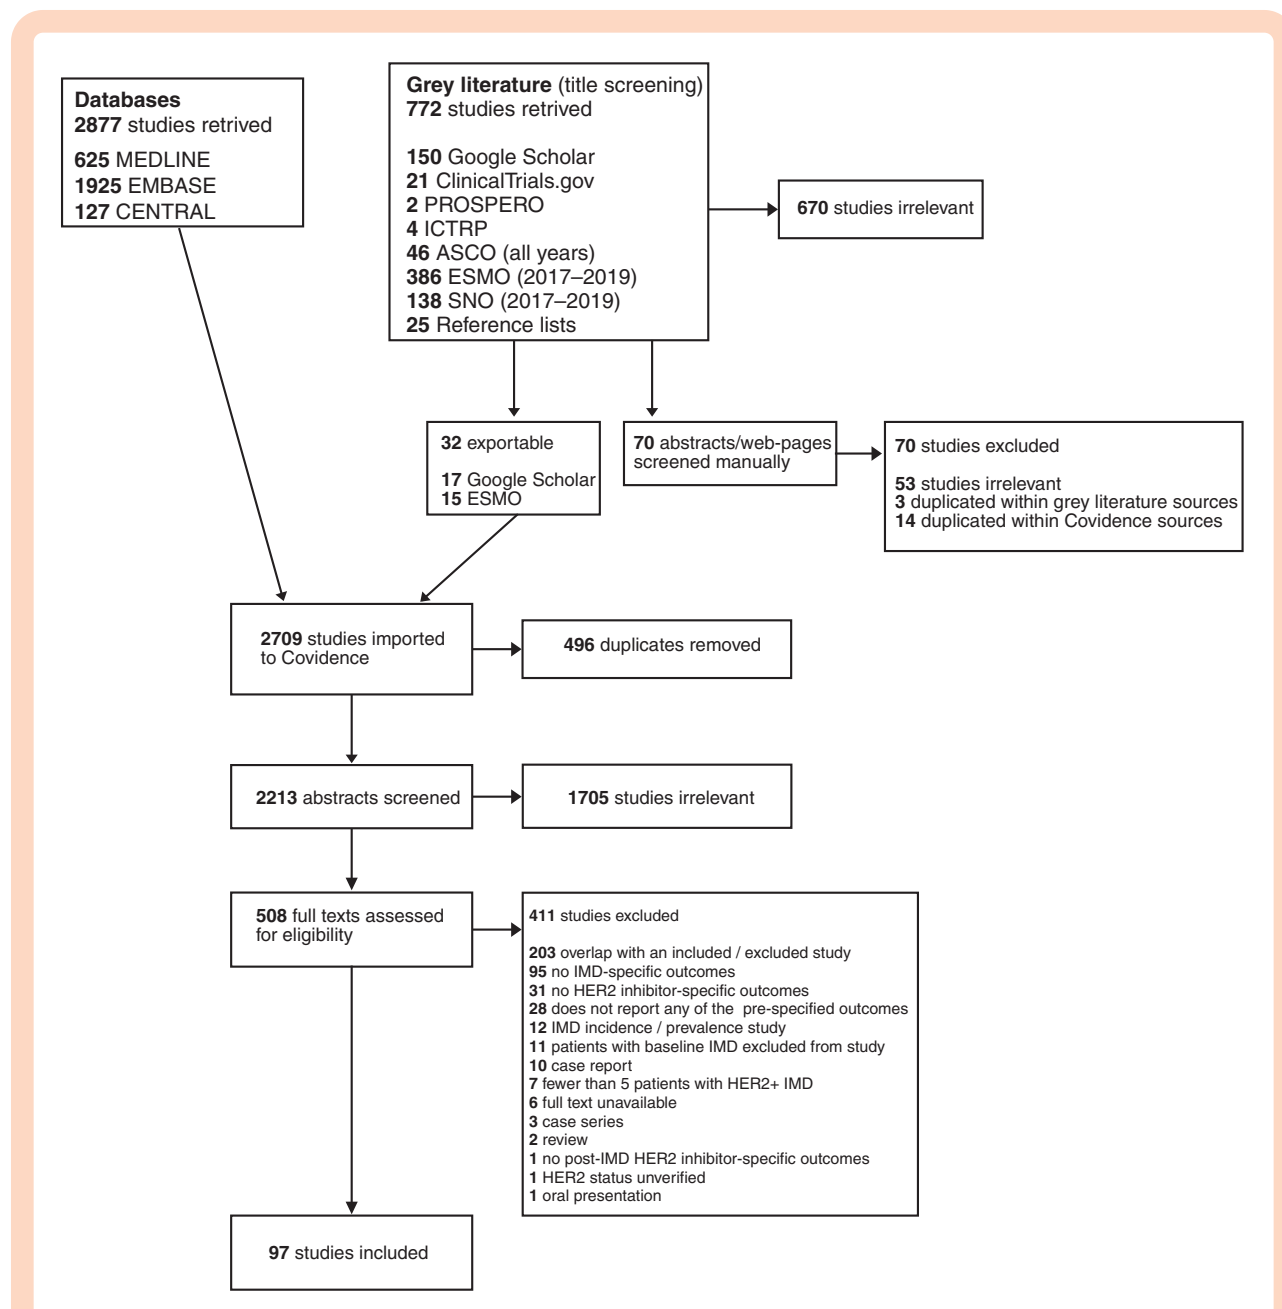 Databases
2877 studies retrived
625 MEDLINE
1925 EMBASE
127 CENTRAL
Grey literature (title screening)
772 studies retrived
150 Google Scholar
21 ClinicalTrials.gov
2 PROSPERO
4 ICTRP
46 ASCO (all years)
386 ESMO (2017–2019)
138 SNO (2017–2019)
25 Reference lists
670 studies irrelevant
32 exportable
17 Google Scholar
15 ESMO
70 abstracts/web-pages
screened manually
70 studies excluded
53 studies irrelevant
3 duplicated within grey literature sources
14 duplicated within Covidence sources
2709 studies imported
to Covidence
496 duplicates removed
2213 abstracts screened
1705 studies irrelevant
508 full texts assessed
for eligibility
411 studies excluded
203 overlap with an included / excluded study
95 no IMD-specific outcomes
31 no HER2 inhibitor-specific outcomes
28 does not report any of the pre-specified outcomes
12 IMD incidence / prevalence study
11 patients with baseline IMD excluded from study
10 case report
7 fewer than 5 patients with HER2+ IMD
6 full text unavailable
3 case series
2 review
1 no post-IMD HER2 inhibitor-specific outcomes
1 HER2 status unverified
1 oral presentation
97 studies included